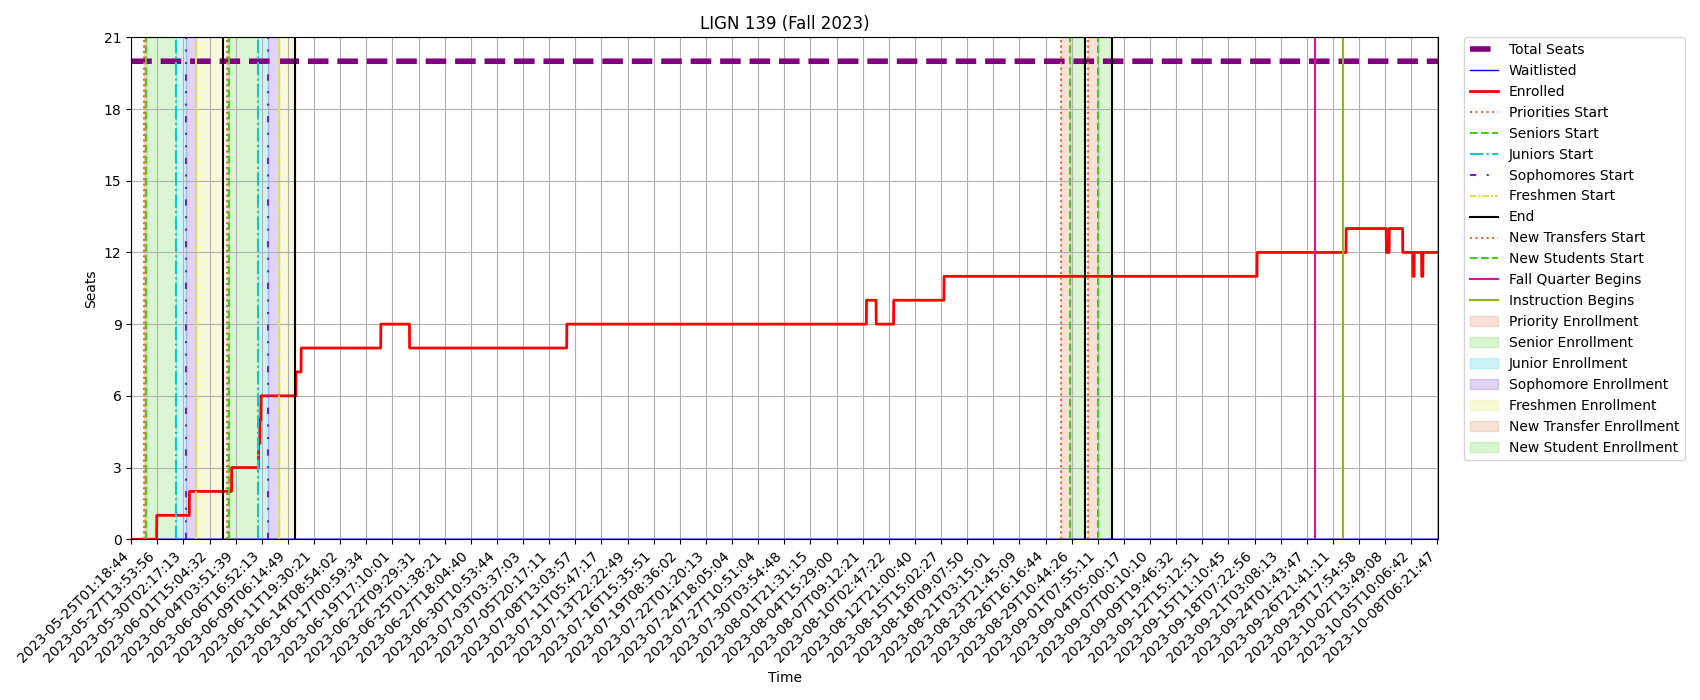 LIGN 139 (Fall 2023)
21
18
15
12
9
6
3
0
Seats
2023-05-25T01:18:44
2023-05-27T13:53:56
2023-05-30T02:17:13
2023-06-01T15:04:32
2023-06-04T03:51:39
2023-06-06T16:52:13
2023-06-09T06:14:49
2023-06-11T19:30:21
2023-06-14T08:54:02
2023-06-17T00:59:34
2023-06-19T17:10:01
2023-06-22T09:29:31
2023-06-25T01:38:21
2023-06-27T18:04:40
2023-06-30T10:53:44
2023-07-03T03:37:03
2023-07-05T20:17:11
2023-07-08T13:03:57
2023-07-11T05:47:17
2023-07-13T22:22:49
2023-07-16T15:35:51
2023-07-19T08:36:02
2023-07-22T01:20:13
2023-07-24T18:05:04
2023-07-27T10:51:04
2023-07-30T03:54:48
2023-08-01T21:31:15
2023-08-04T15:29:00
2023-08-07T09:12:21
2023-08-10T02:47:22
2023-08-12T21:00:40
2023-08-15T15:02:27
2023-08-18T09:07:50
2023-08-21T03:15:01
2023-08-23T21:45:09
2023-08-26T16:16:44
2023-08-29T10:44:26
2023-09-01T07:55:11
2023-09-04T05:00:17
2023-09-07T00:10:10
2023-09-09T19:46:32
2023-09-12T15:12:51
2023-09-15T11:10:45
2023-09-18T07:22:56
2023-09-21T03:08:13
2023-09-24T01:43:47
2023-09-26T21:41:11
2023-09-29T17:54:58
2023-10-02T13:49:08
2023-10-05T10:06:42
2023-10-08T06:21:47
Time
Total Seats
Waitlisted
Enrolled
Priorities Start
Seniors Start
Juniors Start
Sophomores Start
Freshmen Start
End
New Transfers Start
New Students Start
Fall Quarter Begins
Instruction Begins
Priority Enrollment
Senior Enrollment
Junior Enrollment
Sophomore Enrollment
Freshmen Enrollment
New Transfer Enrollment
New Student Enrollment